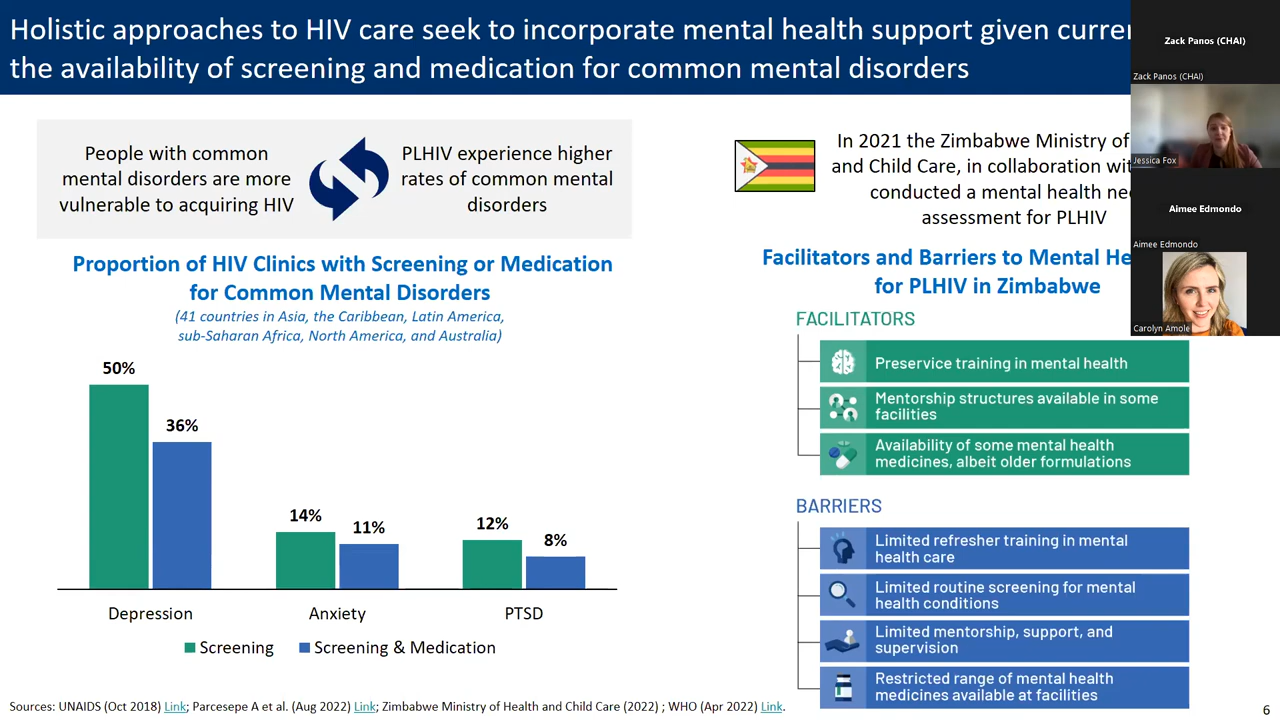 Holistic approaches to HIV care seek to incorporate mental health support given
the availability of screening and medication for common mental disorders
People with common
mental disorders are more
vulnerable to acquiring HIV
PLHIV experience higher
rates of common mental
disorders
Proportion of HIV Clinics with Screening or Medication
for Common Mental Disorders
(41 countries in Asia, the Caribbean, Latin America,
sub-Saharan Africa, North America, and Australia)
50%
36%
14%
11%
12%
8%
Depression
Anxiety
PTSD
Screening
Screening & Medication
In 2021 the Zimbabwe Ministry of
and Child Care, in collaboration
conducted a mental health
assessment for PLHIV
Facilitators and Barriers to Mental
for PLHIV in Zimbabwe
FACILITATORS
Preservice training in mental health
Mentorship structures available in some
facilities
Availability of some mental health
medicines, albeit older formulations
BARRIERS
Limited refresher training in mental
health care
Limited routine screening for mental
health conditions
Limited mentorship, support, and
supervision
Restricted range of mental health
medicines available at facilities
Sources: UNAIDS (Oct 2018) Link; Parcesepe A et al. (Aug 2022) Link; Zimbabwe Ministry of Health and Child Care (2022) ; WHO (Apr 2022) Link.
6
Zack Panos (CHAI)
Zack Panos (CHAI)
Jessica Fox
Aimee Edmondo
Aimee Edmondo
Carolyn Amole